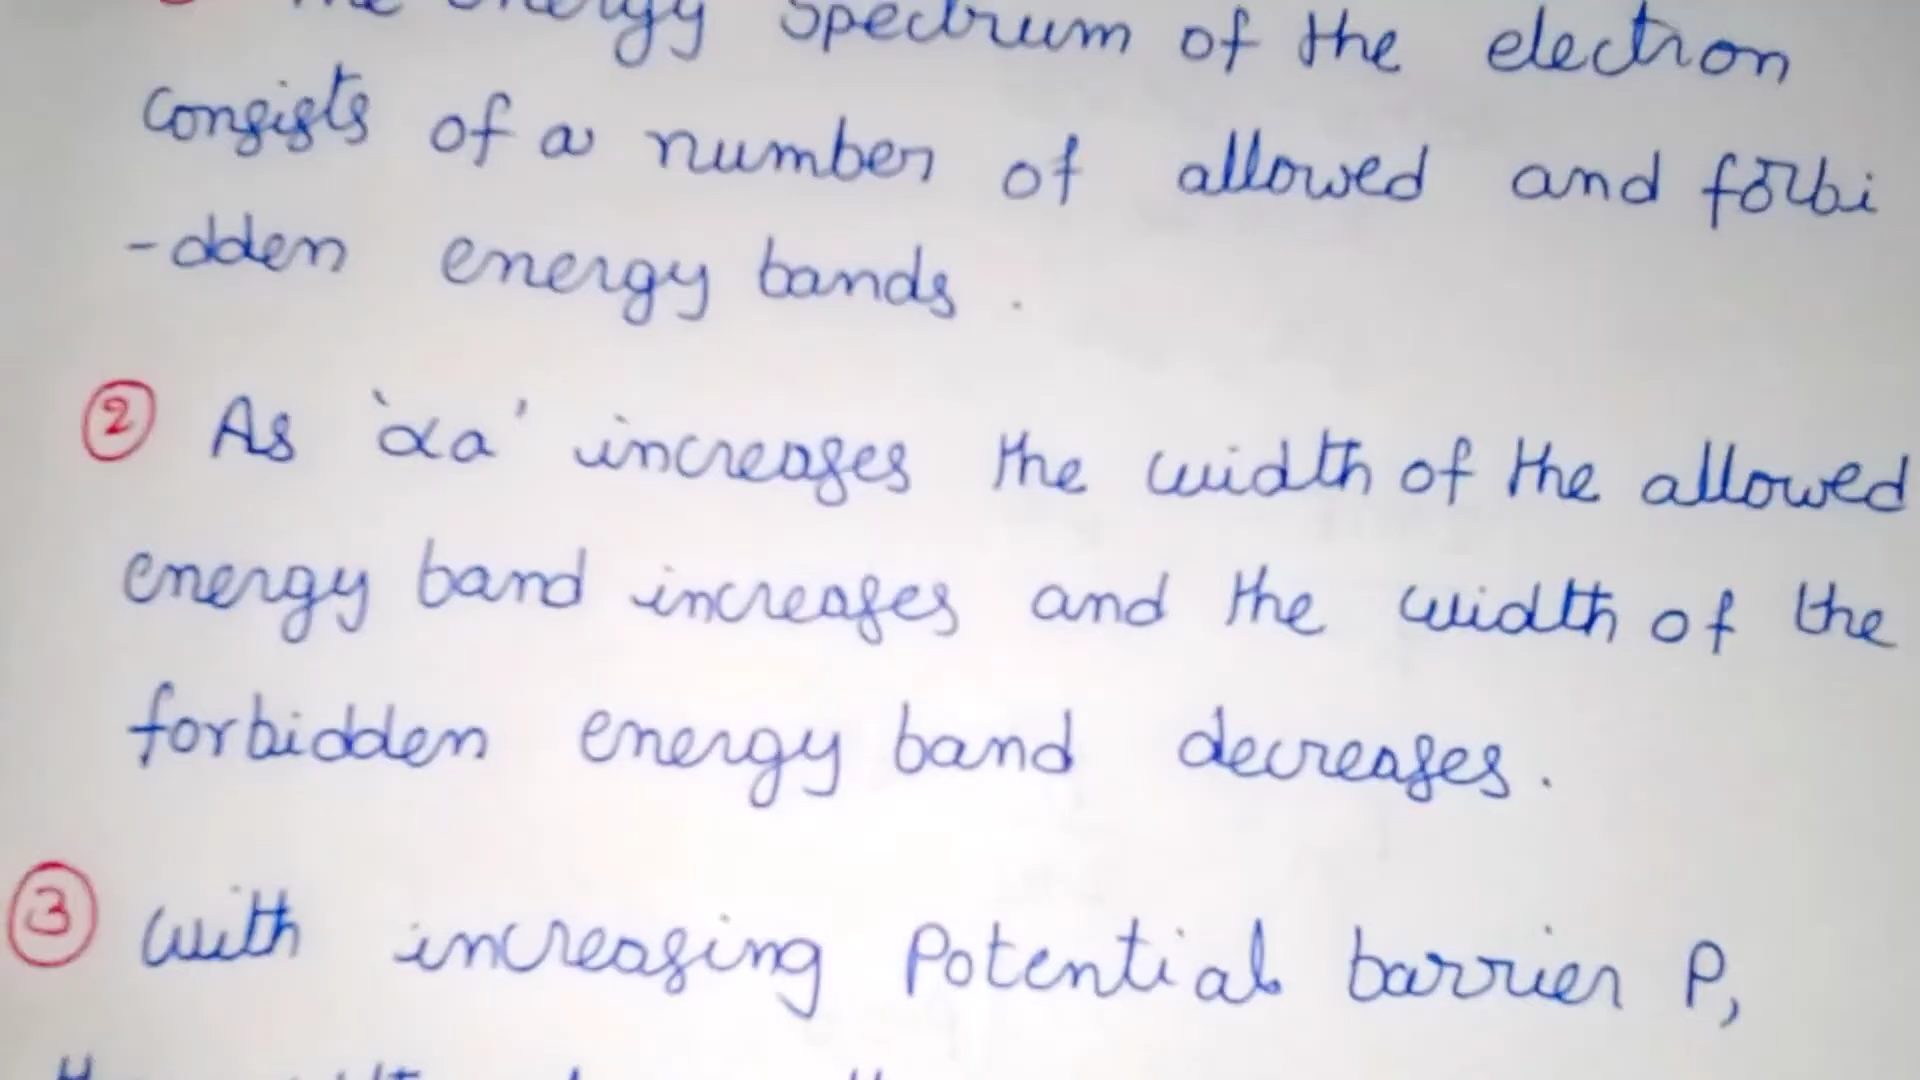 The energy spectrum of the electron
consists of a number of allowed and forbi
-dden energy bands.
② As 'αa' increases the width of the allowed
energy band increases and the width of the
forbidden energy band decreases.
③ with increasing Potential barrier P,